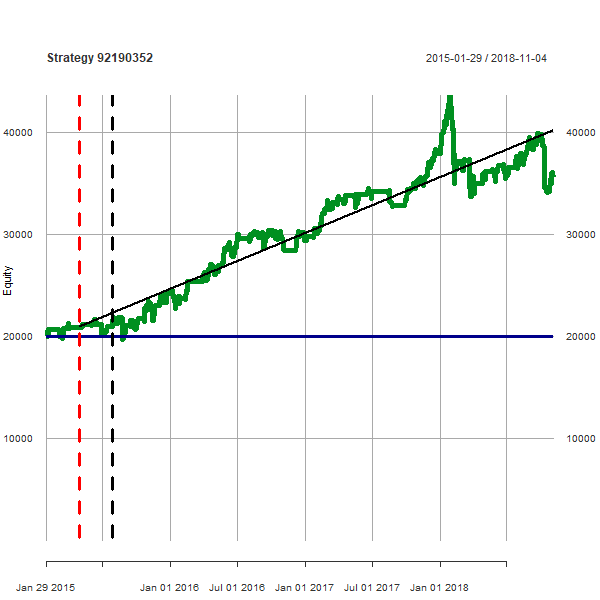 Strategy 92190352
2015-01-29 / 2018-11-04
40000 40000
30000 30000
Equity
20000 20000
10000 10000
Jan 29 2015 Jan 01 2016 Jul 01 2016 Jan 01 2017 Jul 01 2017 Jan 01 2018